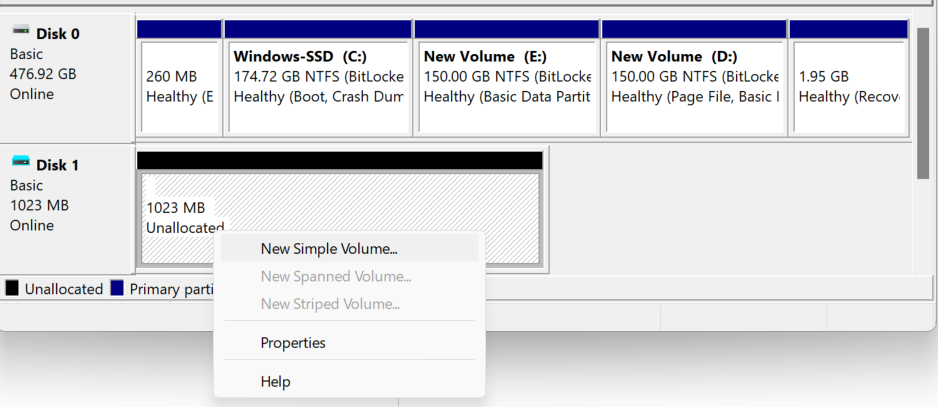 Disk 0
Basic
476.92 GB
Online
260 MB
Healthy (E
Windows-SSD (C:)
174.72 GB NTFS (BitLocke
Healthy (Boot, Crash Dum
New Volume (E:)
150.00 GB NTFS (BitLocke
Healthy (Basic Data Partit
New Volume (D:)
150.00 GB NTFS (BitLocke
Healthy (Page File, Basic
1.95 GB
Healthy (Recov
Disk 1
Basic
1023 MB
Online
1023 MB
Unallocated
New Simple Volume...
New Spanned Volume...
New Striped Volume...
Properties
Help
Unallocated
Primary parti